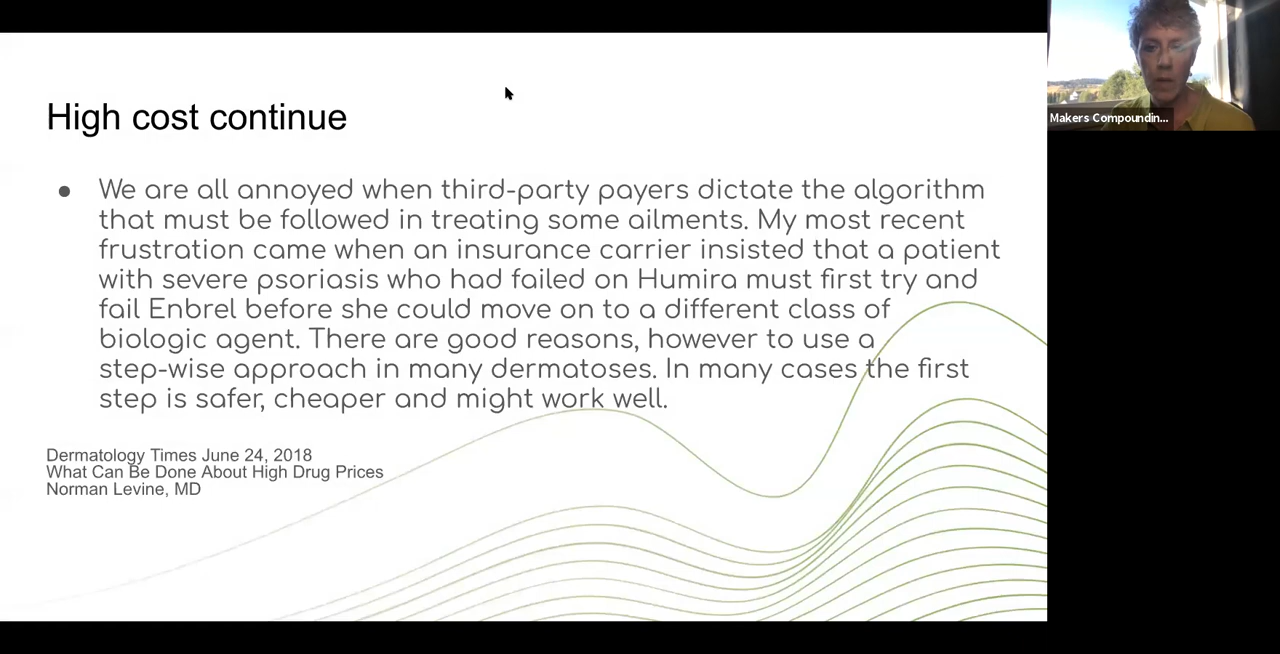 High cost continue
● We are all annoyed when third-party payers dictate the algorithm
that must be followed in treating some ailments. My most recent
frustration came when an insurance carrier insisted that a patient
with severe psoriasis who had failed on Humira must first try and
fail Enbrel before she could move on to a different class of
biologic agent. There are good reasons, however to use a
step-wise approach in many dermatoses. In many cases the first
step is safer, cheaper and might work well.
Dermatology Times June 24, 2018
What Can Be Done About High Drug Prices
Norman Levine, MD
Makers Compoundin...